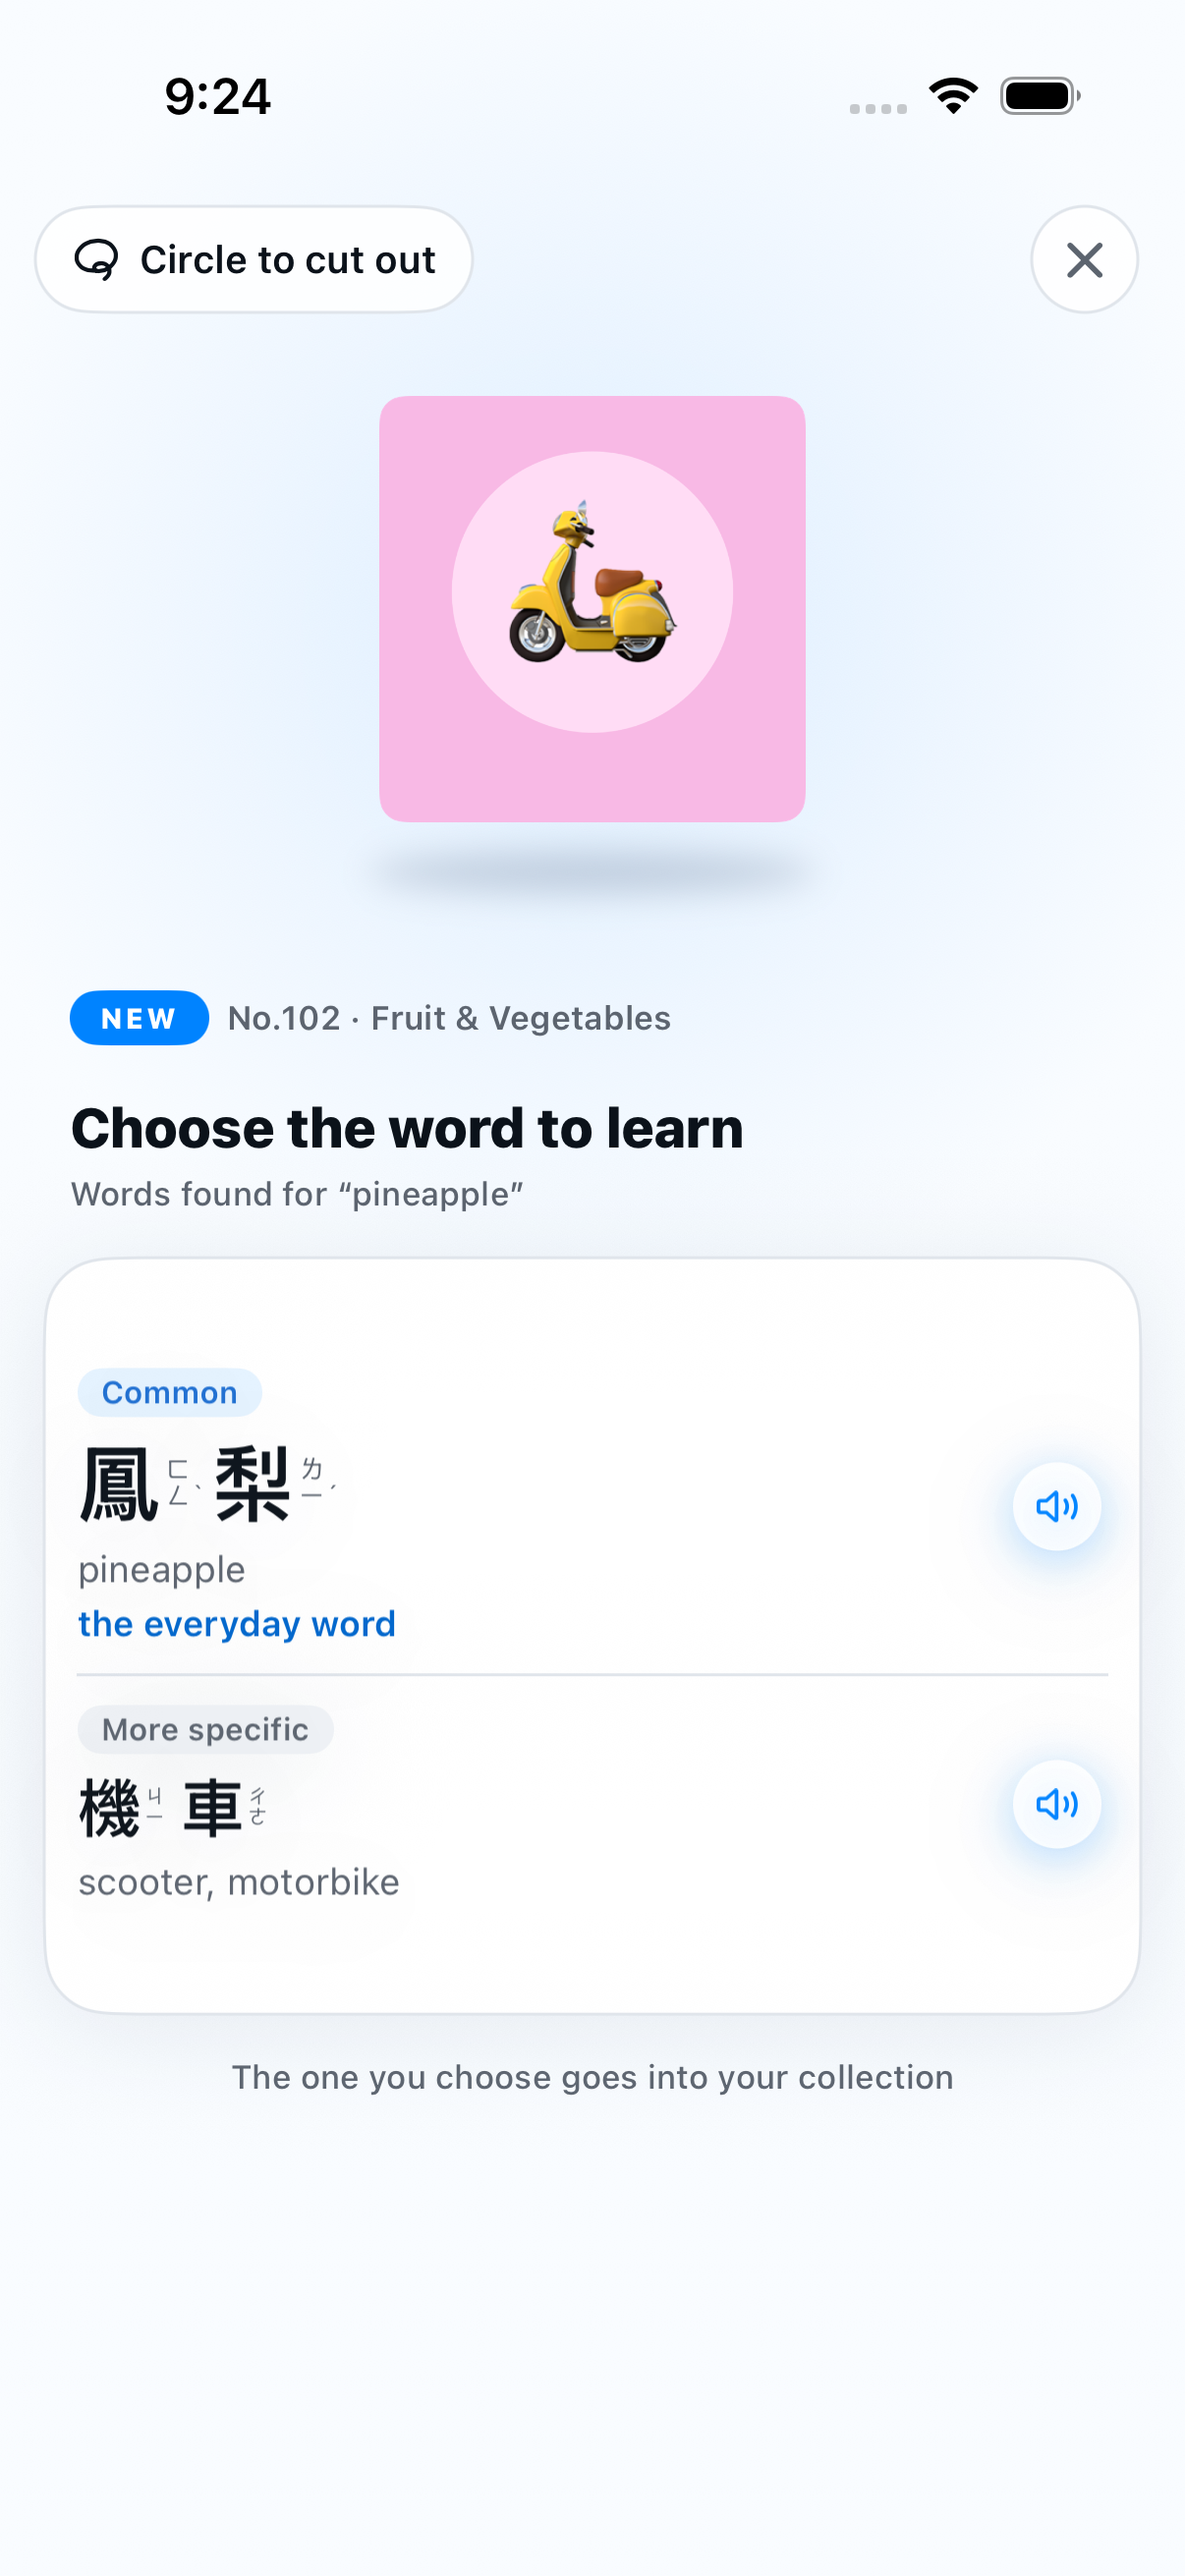 9:24
Circle to cut out
NEW No.102 · Fruit & Vegetables
Choose the word to learn
Words found for “pineapple”
Common
鳳ㄈㄥˋ梨ㄌㄧˊ
pineapple
the everyday word
More specific
機ㄐㄧ車ㄔㄜ
scooter, motorbike
The one you choose goes into your collection